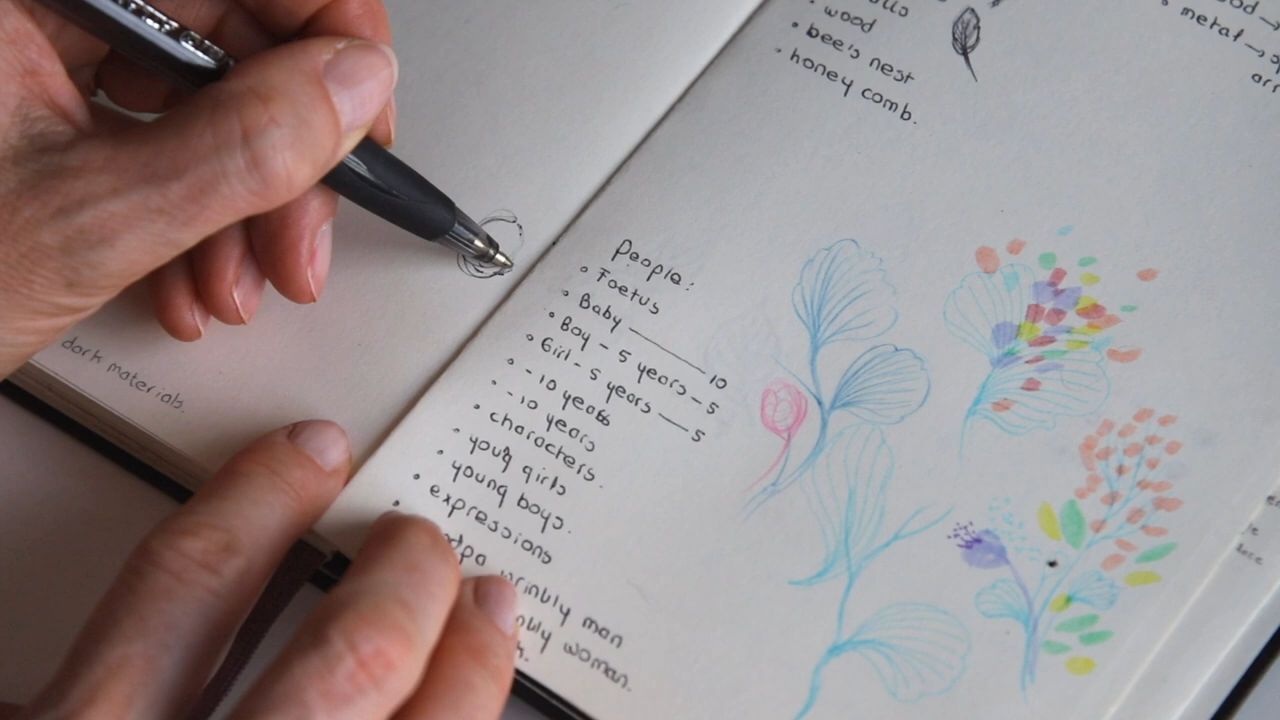 dark materials.
• wood
• bee's nest
• honey comb.
• metal →
People:
• Foetus
• Baby — 10
• Boy - 5 years - 5
• Girl - 5 years — 5
• - 10 years
• - 10 years
• characters.
• young girls
• young boys.
• expressions
wrinkly man
woman.